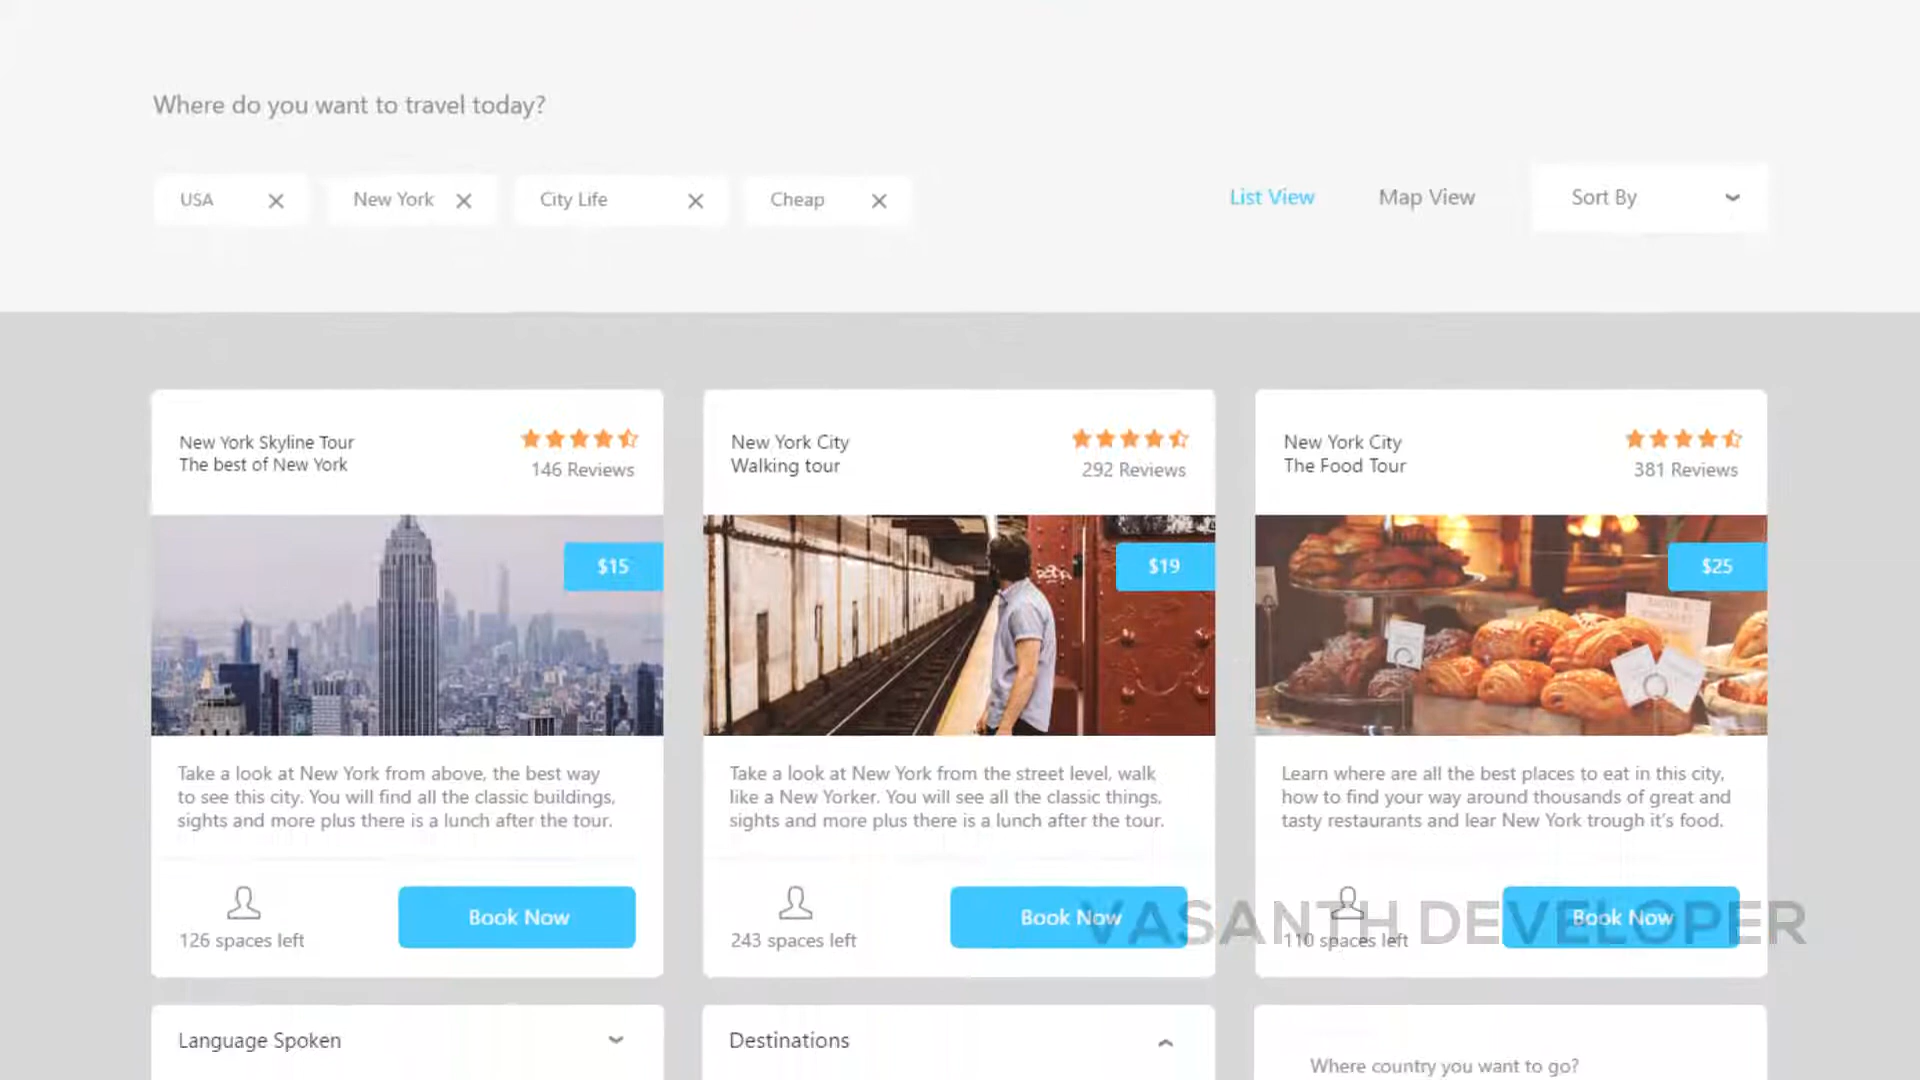 Where do you want to travel today?
USA
New York
City Life
Cheap
List View
Map View
Sort By
New York Skyline Tour
The best of New York
146 Reviews
$15
Take a look at New York from above, the best way
to see this city. You will find all the classic buildings,
sights and more plus there is a lunch after the tour.
126 spaces left
Book Now
New York City
Walking tour
292 Reviews
$19
Take a look at New York from the street level, walk
like a New Yorker. You will see all the classic things,
sights and more plus there is a lunch after the tour.
243 spaces left
Book Now
New York City
The Food Tour
381 Reviews
$25
Learn where are all the best places to eat in this city,
how to find your way around thousands of great and
tasty restaurants and lear New York trough it's food.
110 spaces left
Book Now
VASANTH DEVELOPER
Language Spoken
Destinations
Where country you want to go?